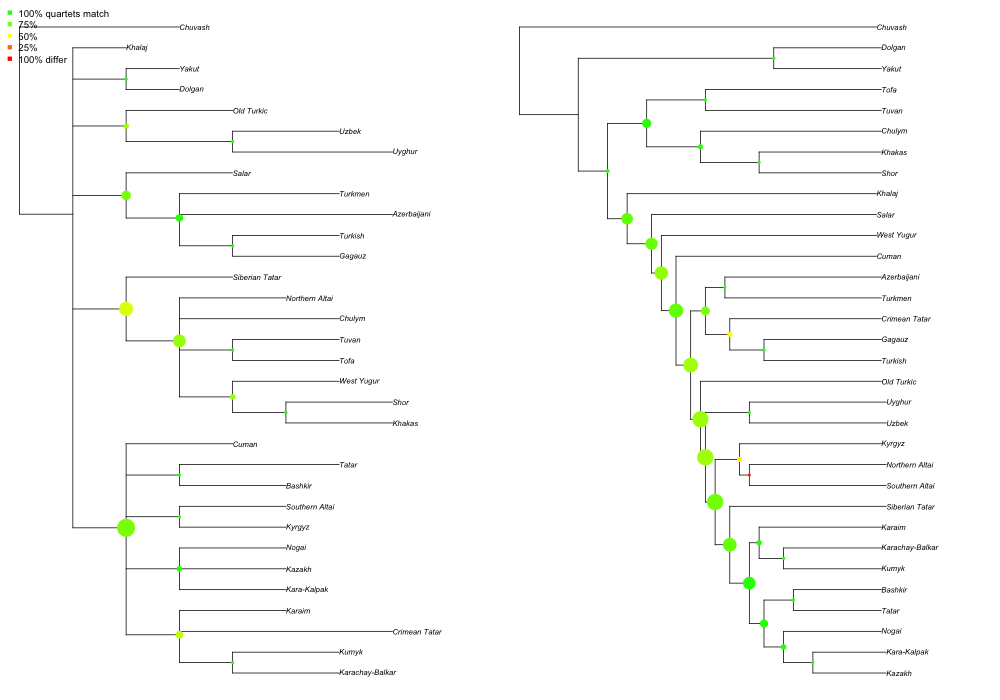 100% quartets match
75%
50%
25%
100% differ
Chuvash
Khalaj
Yakut
Dolgan
Old Turkic
Uzbek
Uyghur
Salar
Turkmen
Azerbaijani
Turkish
Gagauz
Siberian Tatar
Northern Altai
Chulym
Tuvan
Tofa
West Yugur
Shor
Khakas
Cuman
Tatar
Bashkir
Southern Altai
Kyrgyz
Nogai
Kazakh
Kara-Kalpak
Karaim
Crimean Tatar
Kumyk
Karachay-Balkar
Chuvash
Dolgan
Yakut
Tofa
Tuvan
Chulym
Khakas
Shor
Khalaj
Salar
West Yugur
Cuman
Azerbaijani
Turkmen
Crimean Tatar
Gagauz
Turkish
Old Turkic
Uyghur
Uzbek
Kyrgyz
Northern Altai
Southern Altai
Siberian Tatar
Karaim
Karachay-Balkar
Kumyk
Bashkir
Tatar
Nogai
Kara-Kalpak
Kazakh